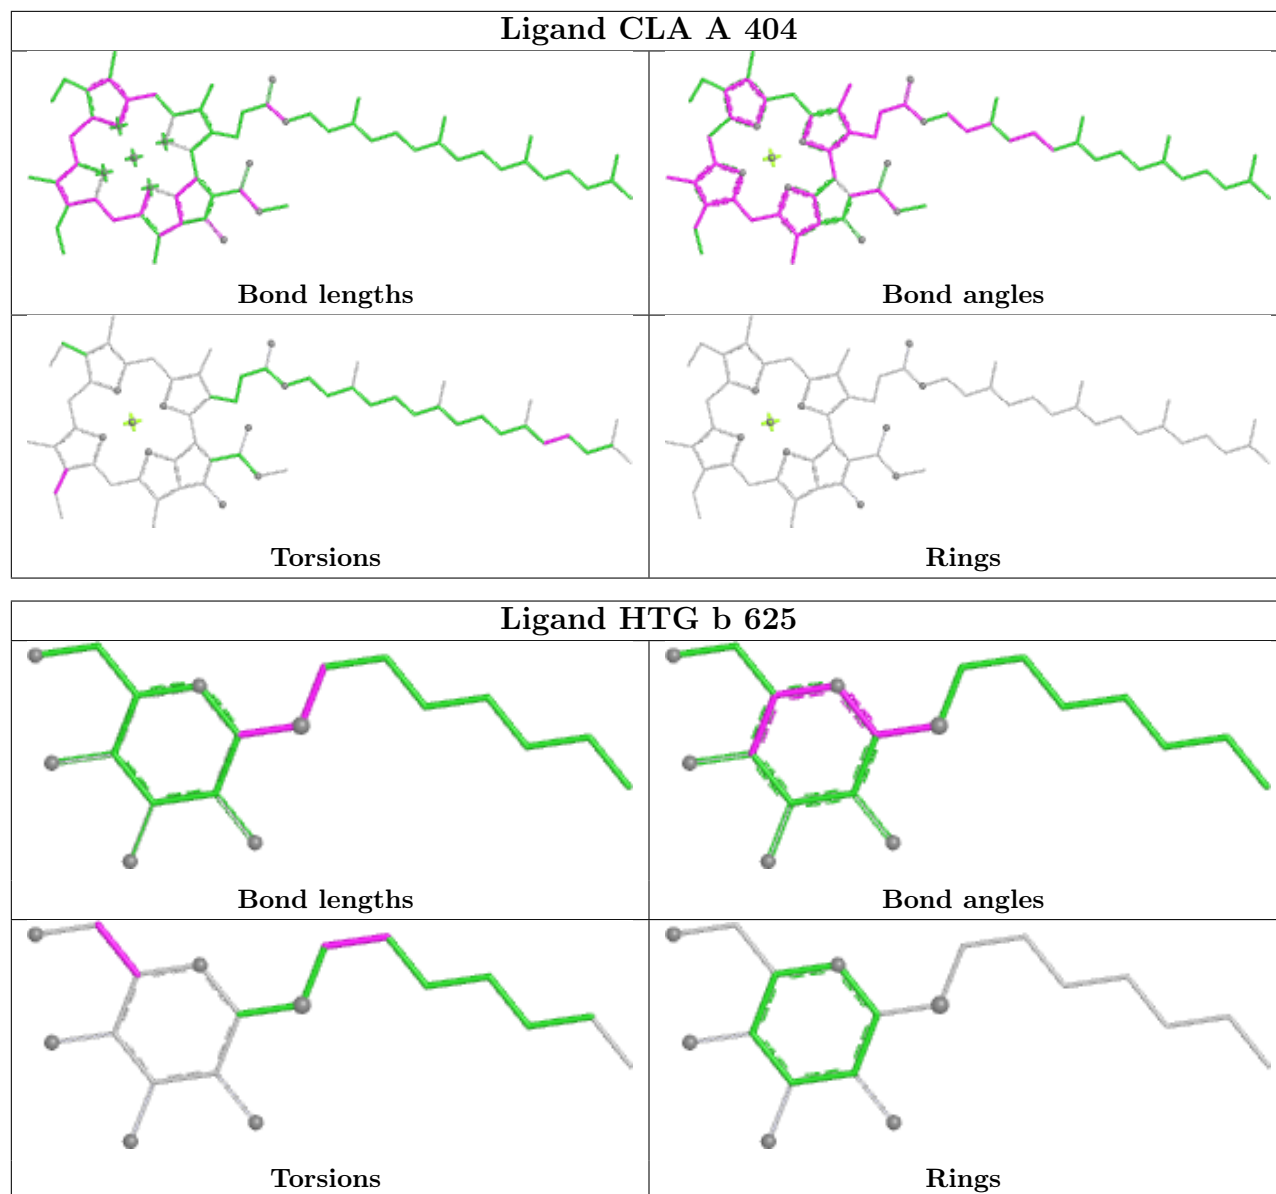 Ligand CLA A 404
Bond lengths
Bond angles
Torsions
Rings
Ligand HTG b 625
Bond lengths
Bond angles
Torsions
Rings